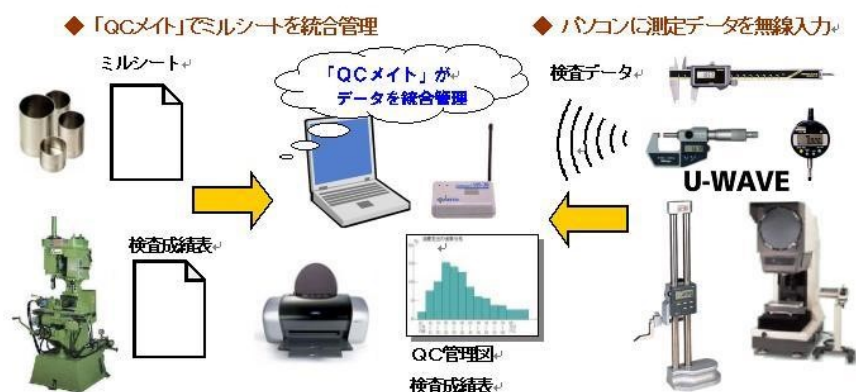 ◆ 「QCメイト」でミルシートを統合管理
◆ パソコンに測定データを無線入力
ミルシート
「QCメイト」が
データを統合管理
検査データ
U-WAVE
検査成績表
QC管理図
検査成績表